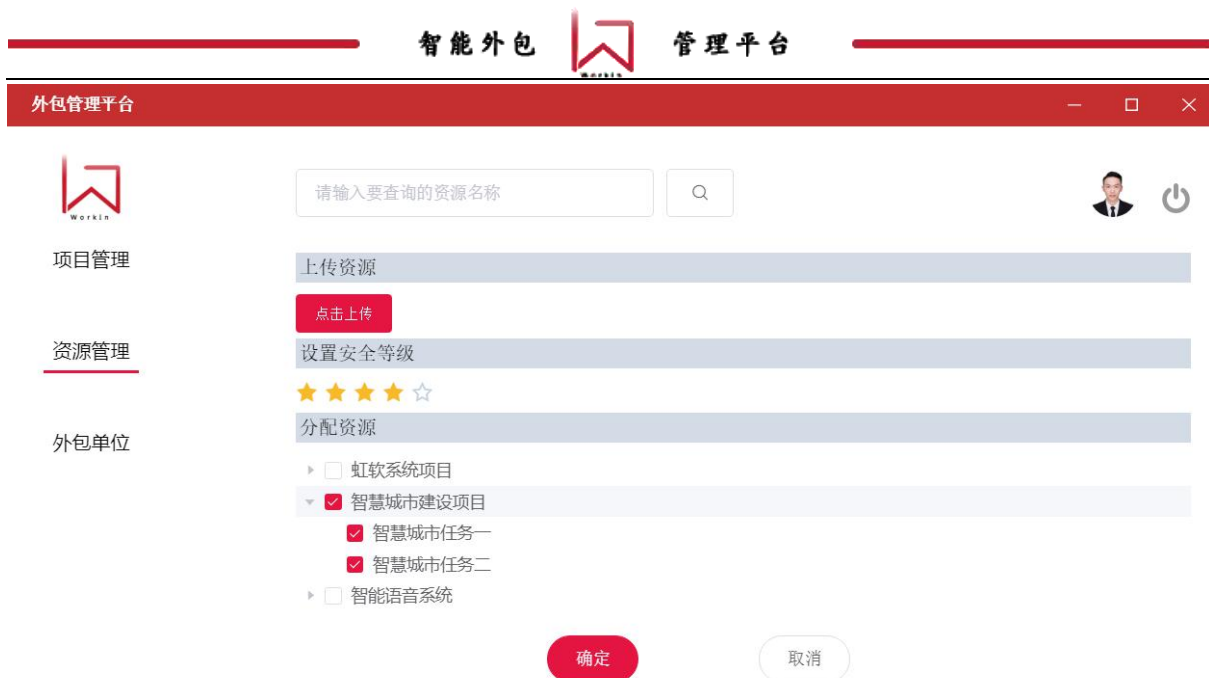 智能外包 Workin 管理平台
外包管理平台
Workin
请输入要查询的资源名称
项目管理
上传资源
点击上传
资源管理
设置安全等级
外包单位
分配资源
虹软系统项目
智慧城市建设项目
智慧城市任务一
智慧城市任务二
智能语音系统
确定 取消